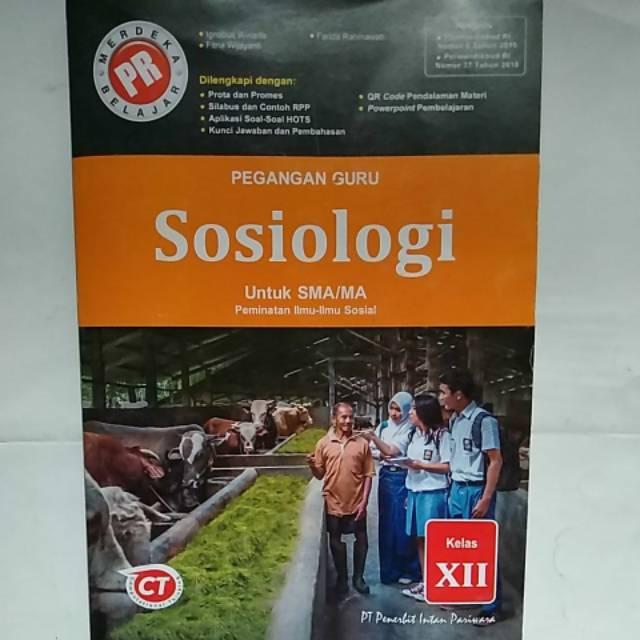 MERDEKA
PR
BELAJAR
• Ignatius
• Fitria Wijayanti
• Farida Rahmawati
Dilengkapi dengan:
• Prota dan Promes
• Silabus dan Contoh RPP
• Aplikasi Soal-Soal HOTS
• Kunci Jawaban dan Pembahasan
• QR Code Pendalaman Materi
• Powerpoint Pembelajaran
PEGANGAN GURU
Sosiologi
Untuk SMA/MA
Peminatan Ilmu-Ilmu Sosial
Kelas
XII
CT
PT Penerbit Intan Pariwara